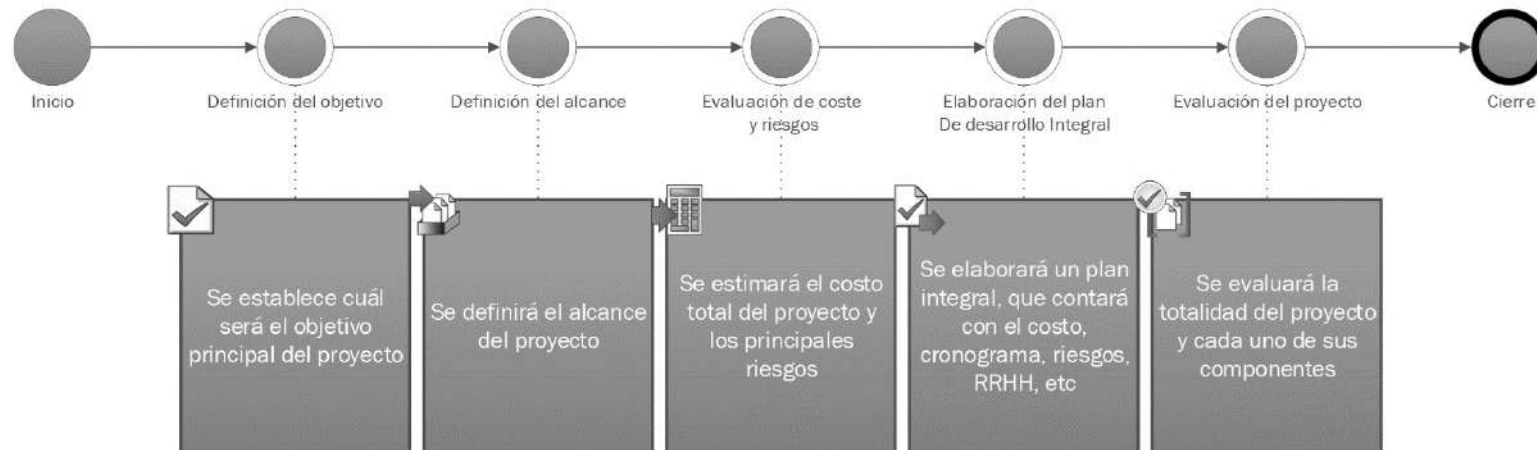 Inicio
Definición del objetivo
Definición del alcance
Evaluación de coste
y riesgos
Elaboración del plan
De desarrollo Integral
Evaluación del proyecto
Cierre
Se establece cuál
será el objetivo
principal del proyecto
Se definirá el alcance
del proyecto
Se estimará el costo
total del proyecto y
los principales
riesgos
Se elaborará un plan
integral, que contará
con el costo,
cronograma, riesgos,
RRHH, etc
Se evaluará la
totalidad del proyecto
y cada uno de sus
componentes